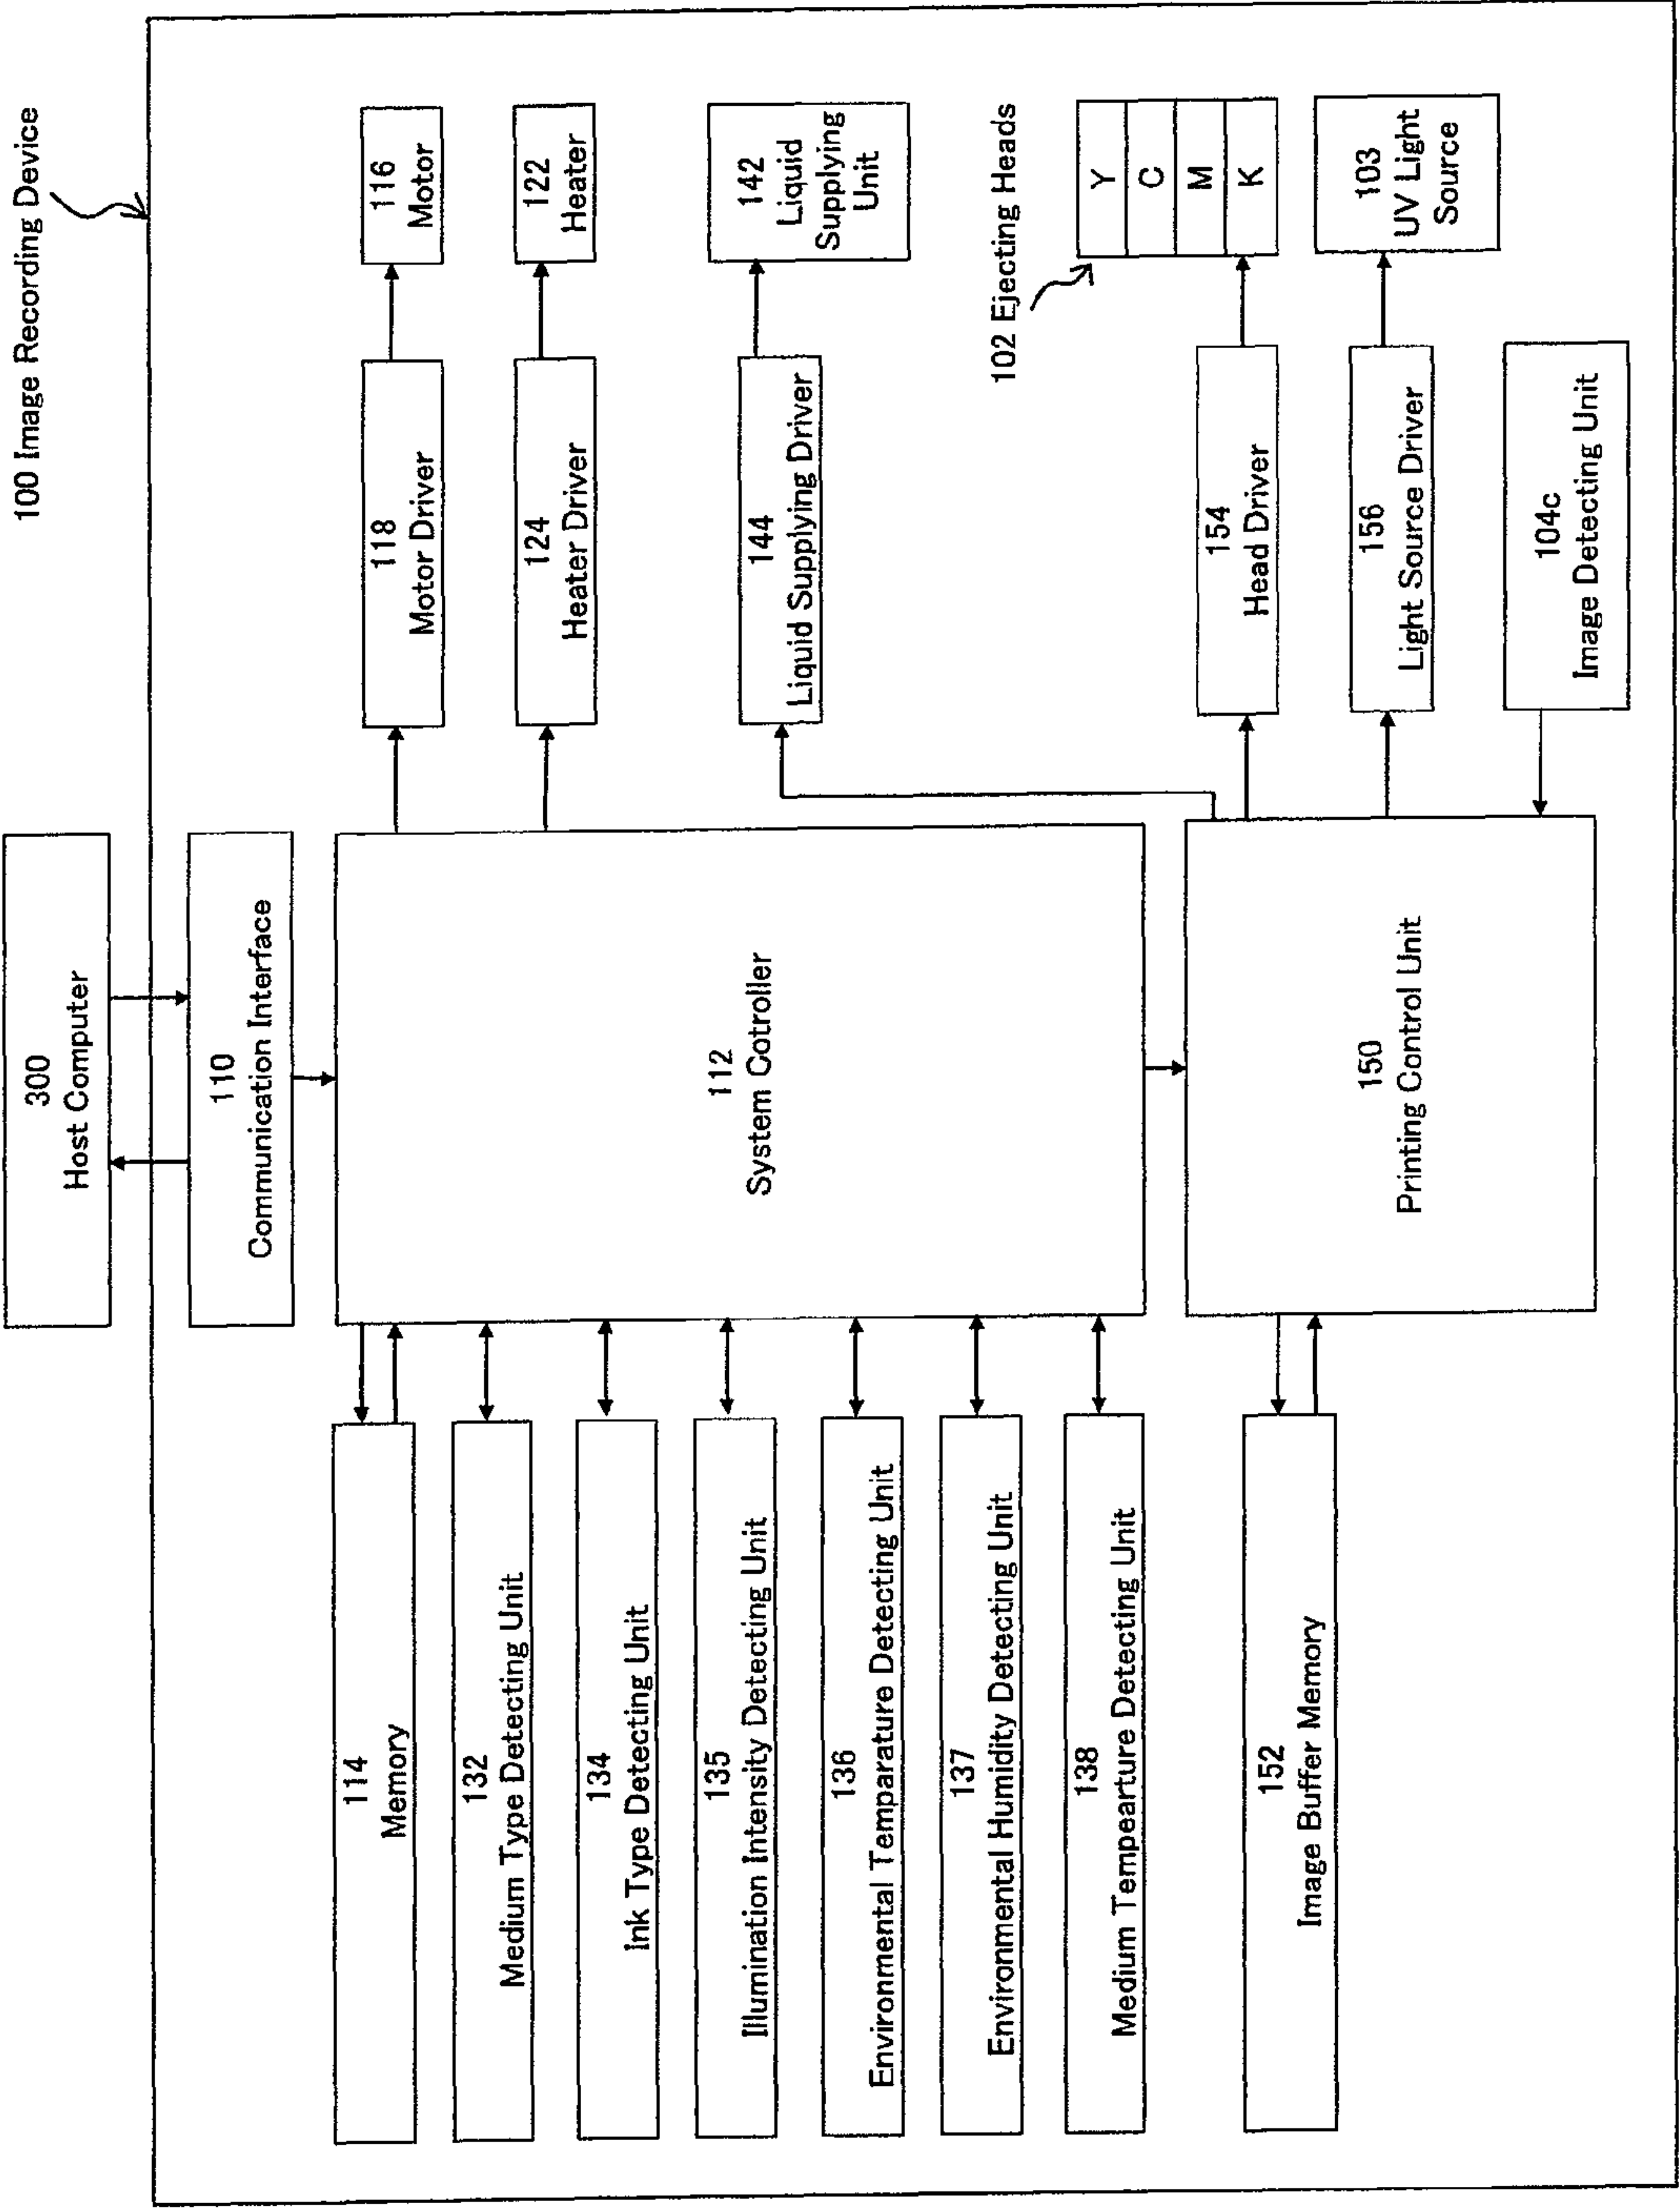 100 Image Recording Device
300
Host Computer
110
Communication Interface
112
System Cotroller
150
Printing Control Unit
114
Memory
132
Medium Type Detecting Unit
134
Ink Type Detecting Unit
135
Illumination Intensity Detecting Unit
136
Environmental Temparature Detecting Unit
137
Environmental Humidity Detecting Unit
138
Medium Tempearture Detecting Unit
152
Image Buffer Memory
118
Motor Driver
116
Motor
124
Heater Driver
122
Heater
144
Liquid Supplying Driver
142
Liquid
Supplying
Unit
102 Ejecting Heads
Y
C
M
K
154
Head Driver
156
Light Source Driver
103
UV Light
Source
104c
Image Detecting Unit